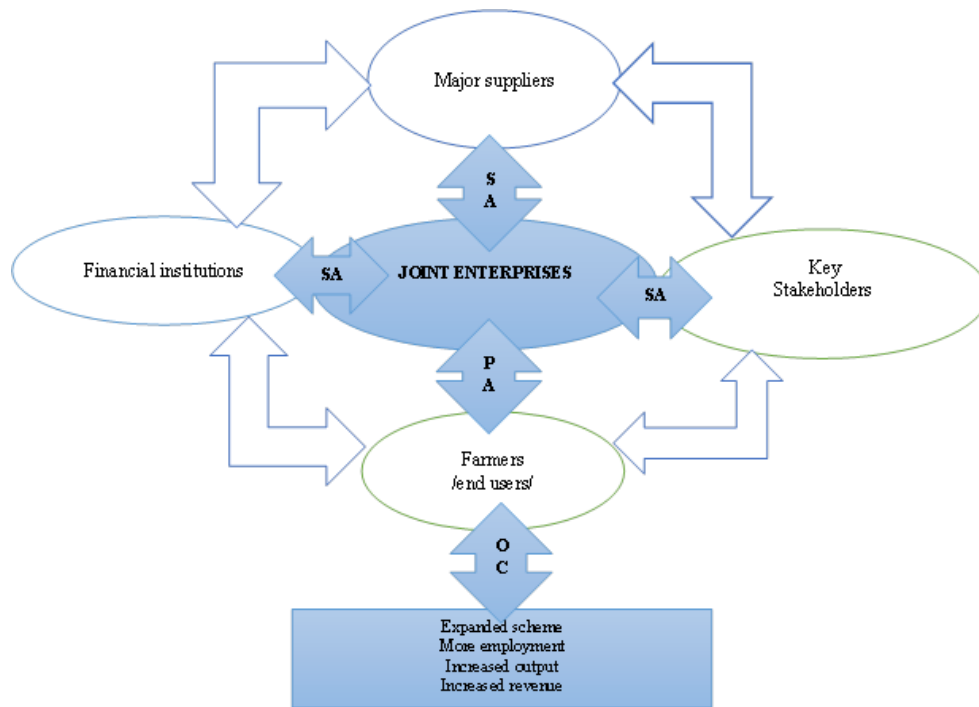 Major suppliers
S
A
Financial institutions
SA
JOINT ENTERPRISES
SA
Key
Stakeholders
P
A
Farmers
/end users/
O
C
Expanded scheme
More employment
Increased output
Increased revenue